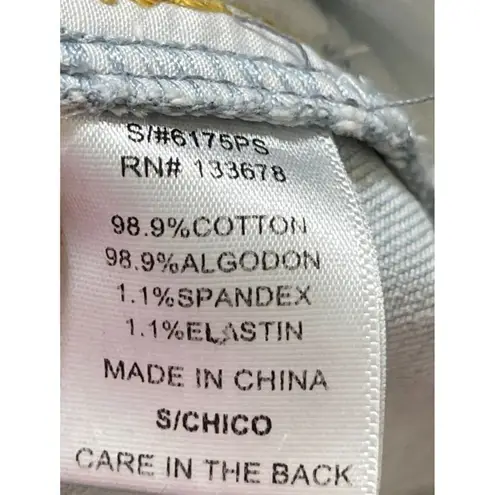 S/#6175PS
RN# 133678
98.9%COTTON
98.9%ALGODON
1.1%SPANDEX
1.1%ELASTIN
MADE IN CHINA
S/CHICO
CARE IN THE BACK